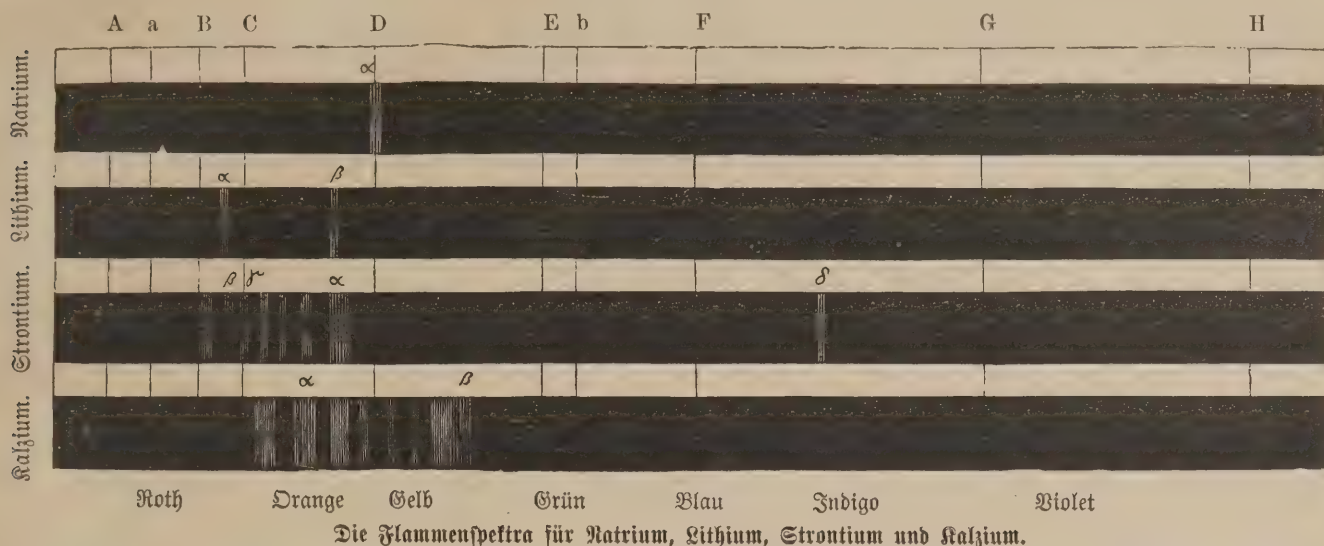 A a B C D E b F G H
Natrium.
α
Lithium.
α β
Strontium.
β γ α δ
Kalzium.
α β
Roth Orange Gelb Grün Blau Indigo Violet
Die Flammenspektra für Natrium, Lithium, Strontium und Kalzium.